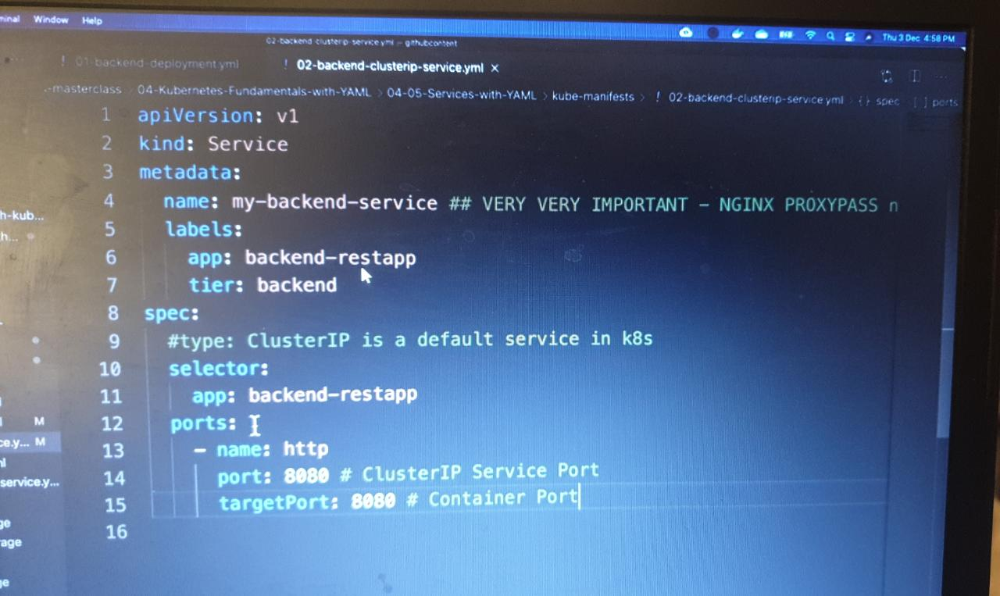 Window Help
Thu 3 Dec 4:58 PM
02-backend-clusterip-service.yml — githubcontent
! 01-backend-deployment.yml
! 02-backend-clusterip-service.yml ×
-masterclass > 04-Kubernetes-Fundamentals-with-YAML > 04-05-Services-with-YAML > kube-manifests > ! 02-backend-clusterip-service.yml > {} spec > [ ] ports
1 apiVersion: v1
2 kind: Service
3 metadata:
4 name: my-backend-service ## VERY VERY IMPORTANT - NGINX PROXYPASS n
5 labels:
6 app: backend-restapp
7 tier: backend
8 spec:
9 #type: ClusterIP is a default service in k8s
10 selector:
11 app: backend-restapp
12 ports:
13 - name: http
14 port: 8080 # ClusterIP Service Port
15 targetPort: 8080 # Container Port
16
h-kub...
h...
M
ce.y... M
service.y...